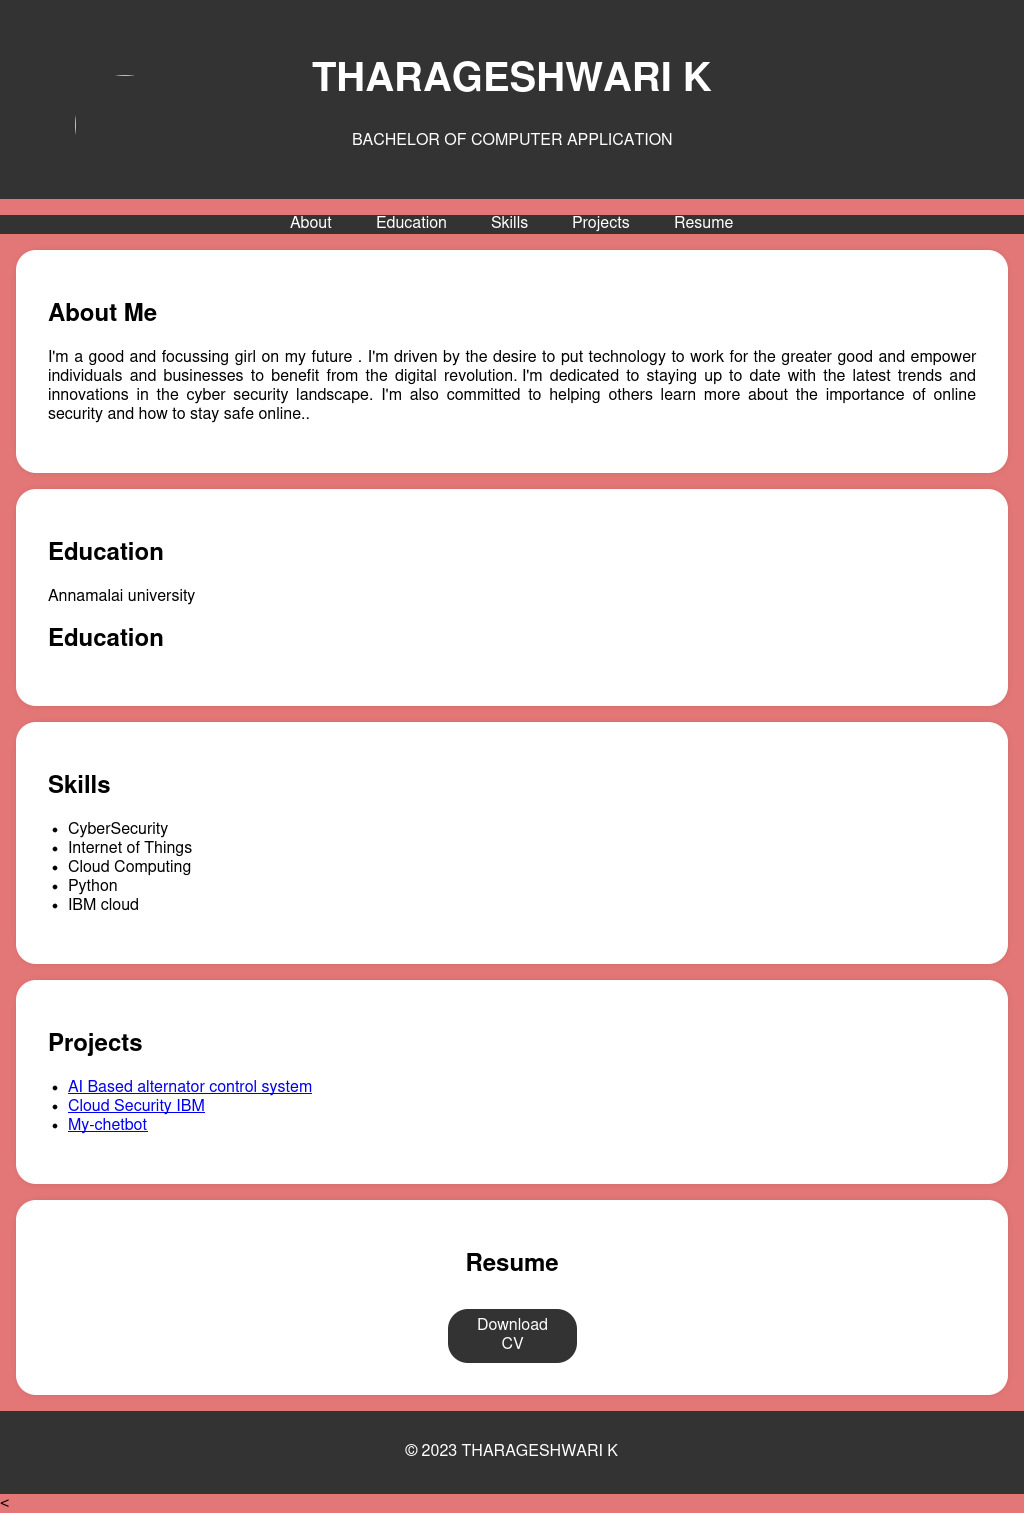 THARAGESHWARI K
BACHELOR OF COMPUTER APPLICATION
About Education Skills Projects Resume
About Me
I'm a good and focussing girl on my future . I'm driven by the desire to put technology to work for the greater good and empower
individuals and businesses to benefit from the digital revolution. I'm dedicated to staying up to date with the latest trends and
innovations in the cyber security landscape. I'm also committed to helping others learn more about the importance of online
security and how to stay safe online..
Education
Annamalai university
Education
Skills
• CyberSecurity
• Internet of Things
• Cloud Computing
• Python
• IBM cloud
Projects
• AI Based alternator control system
• Cloud Security IBM
• My-chetbot
Resume
Download
CV
© 2023 THARAGESHWARI K
<